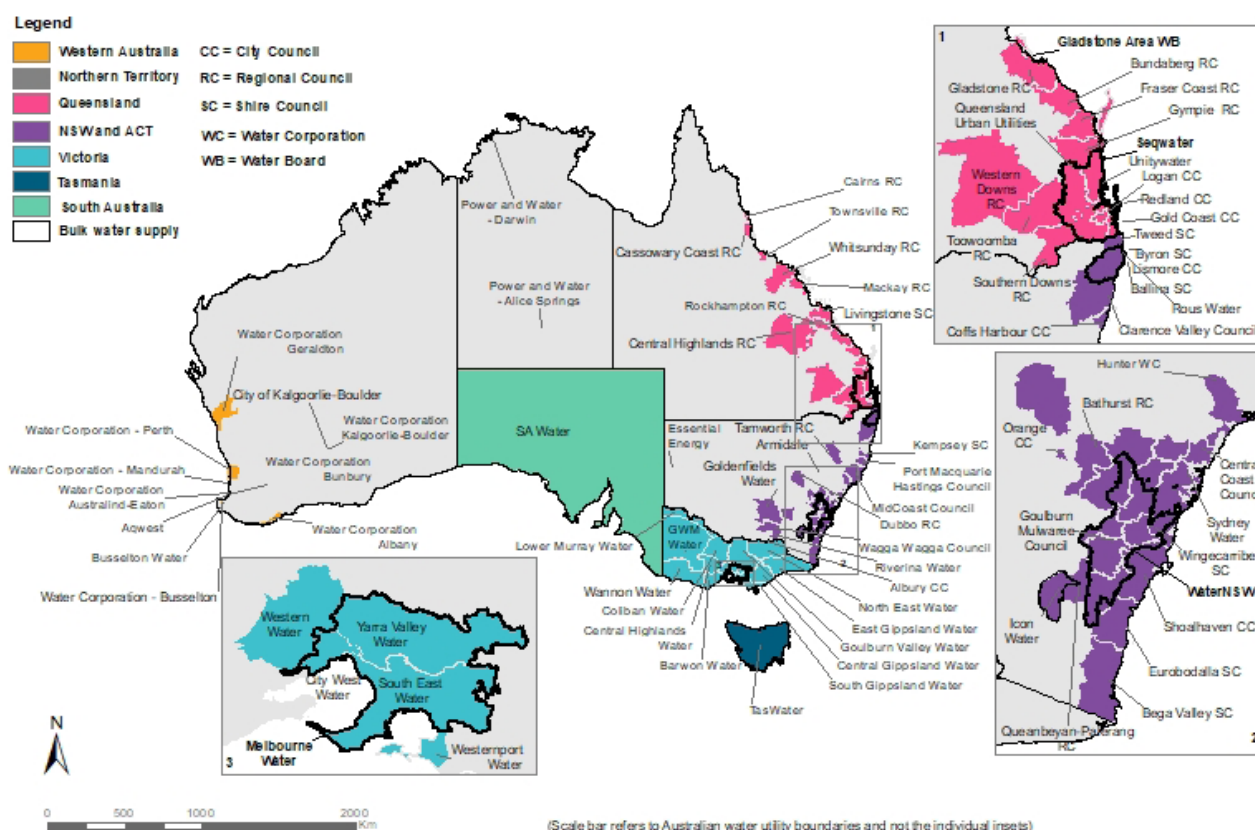 Legend
Western Australia
Northern Territory
Queensland
NSW and ACT
Victoria
Tasmania
South Australia
Bulk water supply
CC = City Council
RC = Regional Council
SC = Shire Council
WC = Water Corporation
WB = Water Board
Power and Water
- Darwin
Power and Water
- Alice Springs
Water Corporation
Geraldton
City of Kalgoorlie-Boulder
Water Corporation
Kalgoorlie-Boulder
Water Corporation - Perth
Water Corporation
Bunbury
Water Corporation - Mandurah
Water Corporation
Australind-Eaton
Aqwest
Busselton Water
Water Corporation
Albany
Water Corporation - Busselton
SA Water
Cairns RC
Townsville RC
Cassowary Coast RC
Whitsunday RC
Mackay RC
Rockhampton RC
Livingstone SC
Central Highlands RC
1
Essential
Energy
Tamworth RC
Armidale
Goldenfields
Water
Kempsey SC
Port Macquarie
Hastings Council
MidCoast Council
Dubbo RC
Wagga Wagga Council
Riverina Water
Albury CC
North East Water
East Gippsland Water
Goulburn Valley Water
Central Gippsland Water
South Gippsland Water
Lower Murray Water
GWM
Water
Wannon Water
Coliban Water
Central Highlands
Water
Barwon Water
3
2
TasWater
1
Gladstone Area WB
Bundaberg RC
Gladstone RC
Fraser Coast RC
Queensland
Urban Utilities
Gympie RC
Seqwater
Unitywater
Logan CC
Western
Downs
RC
Redland CC
Gold Coast CC
Toowoomba
RC
Tweed SC
Byron SC
Lismore CC
Southern Downs
RC
Ballina SC
Rous Water
Coffs Harbour CC
Clarence Valley Council
Hunter WC
Bathurst RC
Orange
CC
Central
Coast
Council
Goulburn
Mulwaree
Council
Sydney
Water
Wingecarribee
SC
WaterNSW
Icon
Water
Shoalhaven CC
Eurobodalla SC
Bega Valley SC
Queanbeyan-Palerang
RC
2
Western
Water
Yarra Valley
Water
City West
Water
South East
Water
Melbourne
Water
Westernport
Water
3
N
0 500 1000 2000
Km
(Scale bar refers to Australian water utility boundaries and not the individual insets)